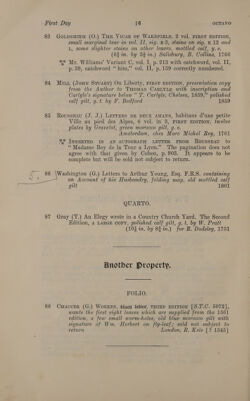 First Day 16 OCTAVO
83 GOLDSMITH (O.) THE VICAR OF WAKEFIELD, 2 vol. FIRST EDITION,
small marginal tear in vol. II. sig. x 3, stains on sig. K 12 and
L, some slighter stains on other leaves, mottled calf, g. e.
(6¾ in. by 3¾ in.) Salisbury, B. Collins, 1766
⁂ Mr. Williams' Variant C, vol. I, p. 213 with catchword, vol. II,
p. 39, catchword "him," vol. II, p. 159 correctly numbered.
84 MILL (JOHN STUART) On Liberty, FIRST EDITION, presentation copy
from the Author to THOMAS CARLYLE with inscription and
Carlyle's signature below "T. Carlyle, Chelsea, 1859," polished
calf gilt, g. t. by F. Bedford 1859
85 ROUSSEAU (J. J.) LETTRES DE DEUX AMANS, habitans d'une petite
Ville au pied des Alpes, 6 vol. in 3, FIRST EDITION, twelve
plates by Gravelot, green morocco gilt, g. e.
Amsterdam, chez Marc Michel Rey, 1761
⁂ INSERTED IS AN AUTOGRAPH LETTER FROM ROUSSEAU to
"Madame Boy de la Tour a Lyon." The pagination does not
agree with that given by Cohen, p. 903. It appears to be
complete but will be sold not subject to return.
86 Washington (G.) Letters to Arthur Young, Esq. F.R.S. containing
an Account of his Husbandry, folding map, old mottled calf
gilt 1801
QUARTO.
87 Gray (T.) An Elegy wrote in a Country Church Yard. The Second
Edition, A LARGE COPY, polished calf gilt, g. t. by W. Pratt
(10¼ in. by 8¼ in.) for R. Dodsley, 1751
Another Property.
FOLIO.
88 CHAUCER (G.) WORKES, black letter, THIRD EDITION [S.T.C. 5072],
wants the first eight leaves which are supplied from the 1561
edition, a few small worm-holes, old blue morocco gilt with
signature of Wm. Herbert on fly-leaf; sold not subject to
return London, R. Kele [? 1545]